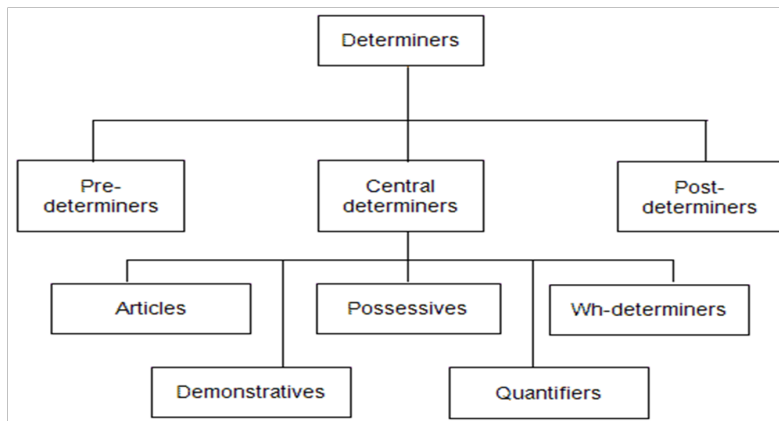 Determiners
Pre-
determiners
Central
determiners
Post-
determiners
Articles
Possessives
Wh-determiners
Demonstratives
Quantifiers